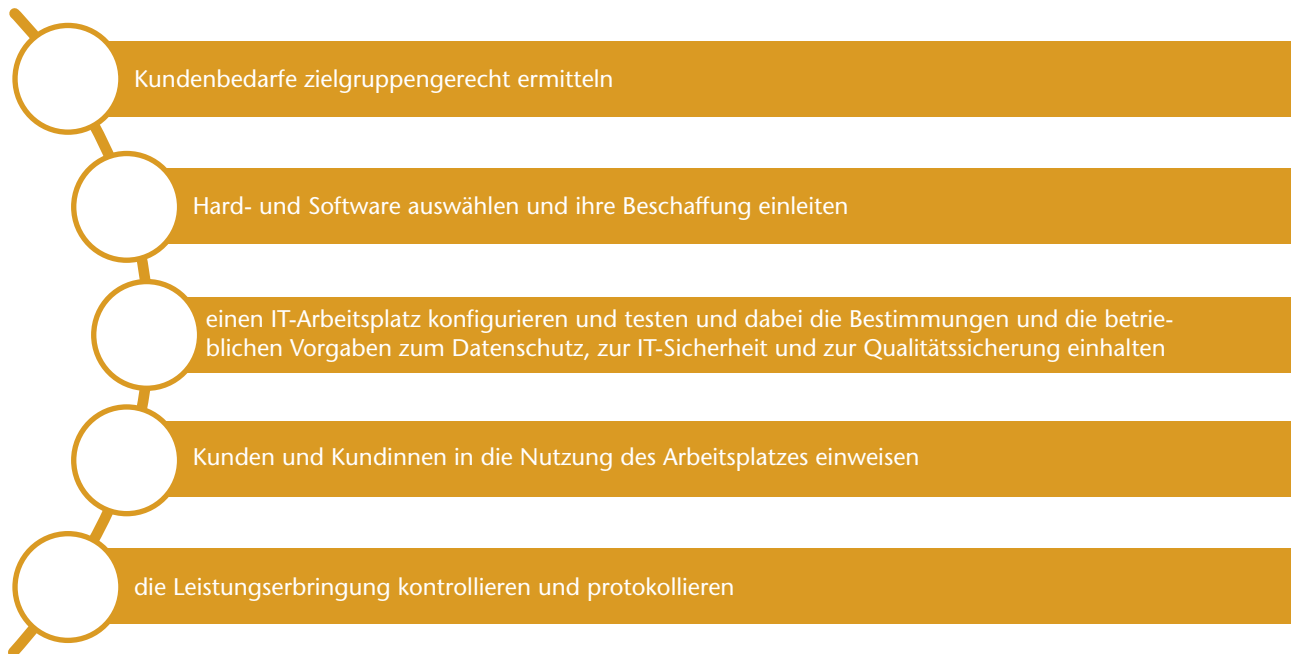 Kundenbedarfe zielgruppengerecht ermitteln
Hard- und Software auswählen und ihre Beschaffung einleiten
einen IT-Arbeitsplatz konfigurieren und testen und dabei die Bestimmungen und die betrie-
blichen Vorgaben zum Datenschutz, zur IT-Sicherheit und zur Qualitätssicherung einhalten
Kunden und Kundinnen in die Nutzung des Arbeitsplatzes einweisen
die Leistungserbringung kontrollieren und protokollieren